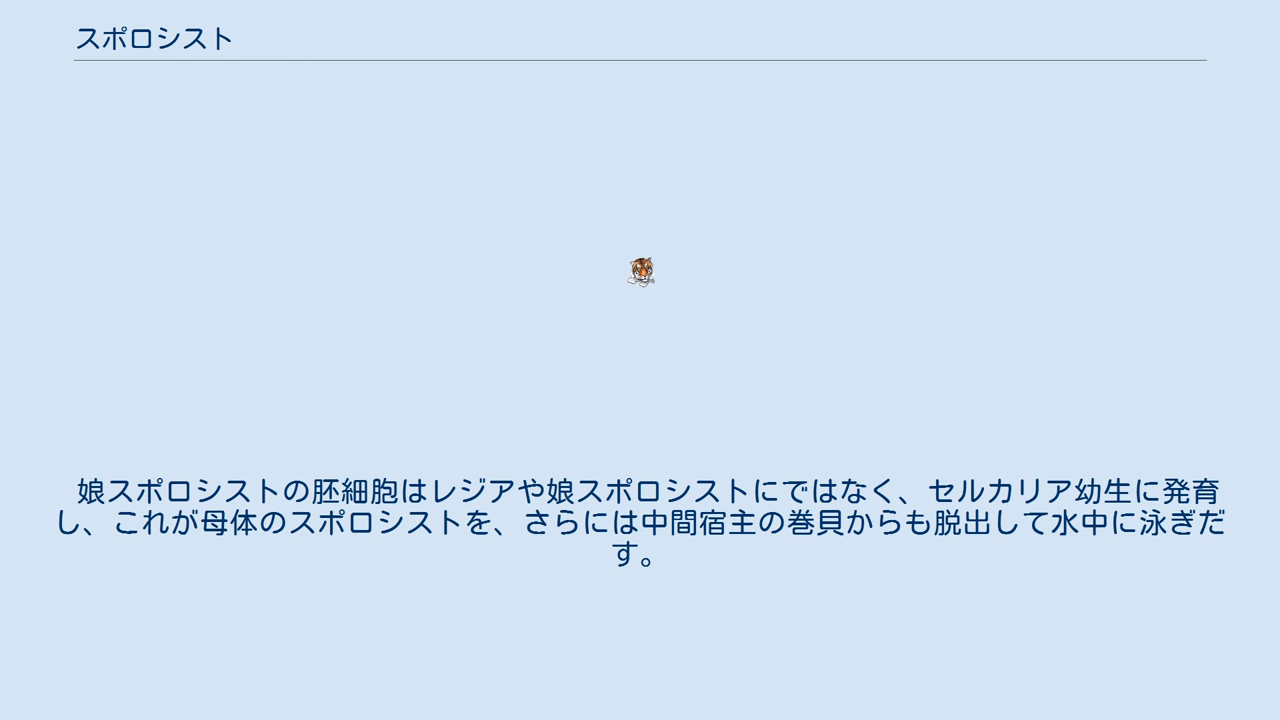 スポロシスト
娘スポロシストの胚細胞はレジアや娘スポロシストにではなく、セルカリア幼生に発育
し、これが母体のスポロシストを、さらには中間宿主の巻貝からも脱出して水中に泳ぎだ
す。